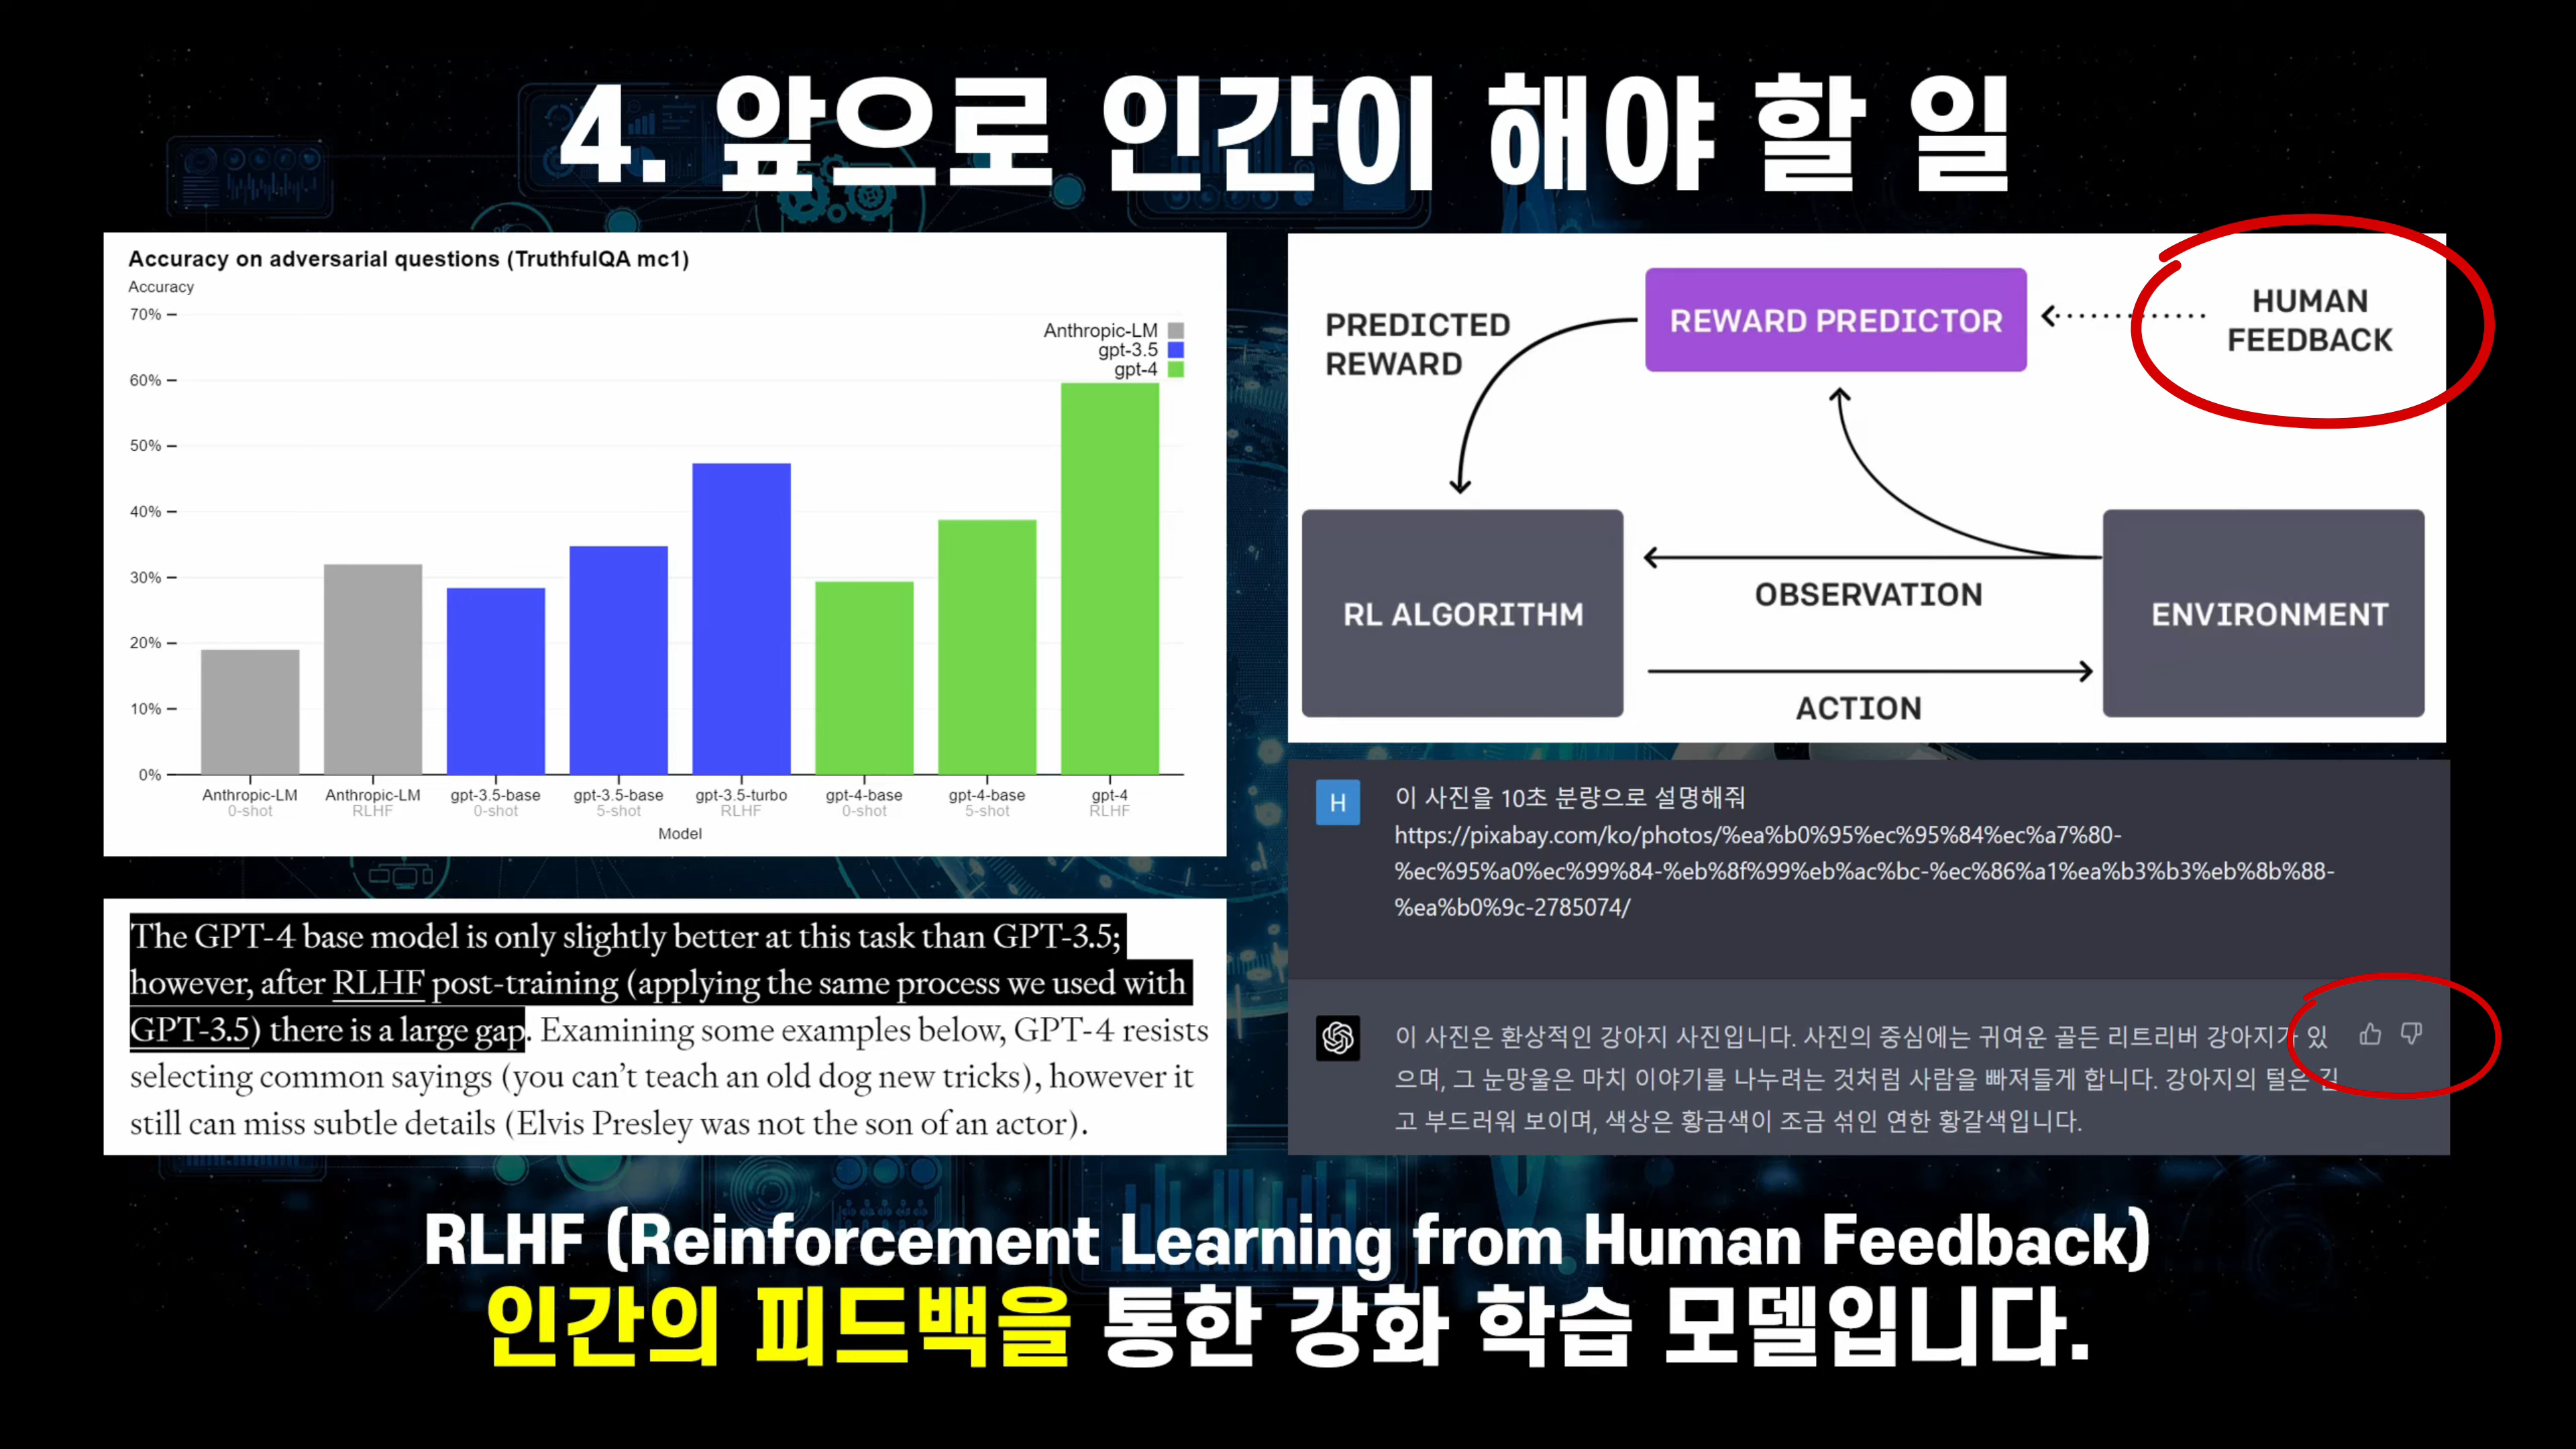 4. 앞으로 인간이 해야 할 일
Accuracy on adversarial questions (TruthfulQA mc1)
Accuracy
70%
60%
50%
40%
30%
20%
10%
0%
Anthropic-LM
gpt-3.5
gpt-4
Anthropic-LM
0-shot
Anthropic-LM
RLHF
gpt-3.5-base
0-shot
gpt-3.5-base
5-shot
gpt-3.5-turbo
RLHF
gpt-4-base
0-shot
gpt-4-base
5-shot
gpt-4
RLHF
Model
The GPT-4 base model is only slightly better at this task than GPT-3.5;
however, after RLHF post-training (applying the same process we used with
GPT-3.5) there is a large gap. Examining some examples below, GPT-4 resists
selecting common sayings (you can't teach an old dog new tricks), however it
still can miss subtle details (Elvis Presley was not the son of an actor).
PREDICTED
REWARD
REWARD PREDICTOR
HUMAN
FEEDBACK
RL ALGORITHM
OBSERVATION
ACTION
ENVIRONMENT
H
이 사진을 10초 분량으로 설명해줘
https://pixabay.com/ko/photos/%ea%b0%95%ec%95%84%ec%a7%80-
%ec%95%a0%ec%99%84-%eb%8f%99%eb%ac%bc-%ec%86%a1%ea%b3%b3%eb%8b%88-
%ea%b0%9c-2785074/
이 사진은 환상적인 강아지 사진입니다. 사진의 중심에는 귀여운 골든 리트리버 강아지가 있
으며, 그 눈망울은 마치 이야기를 나누려는 것처럼 사람을 빠져들게 합니다. 강아지의 털은 길
고 부드러워 보이며, 색상은 황금색이 조금 섞인 연한 황갈색입니다.
RLHF (Reinforcement Learning from Human Feedback)
인간의 피드백을 통한 강화 학습 모델입니다.